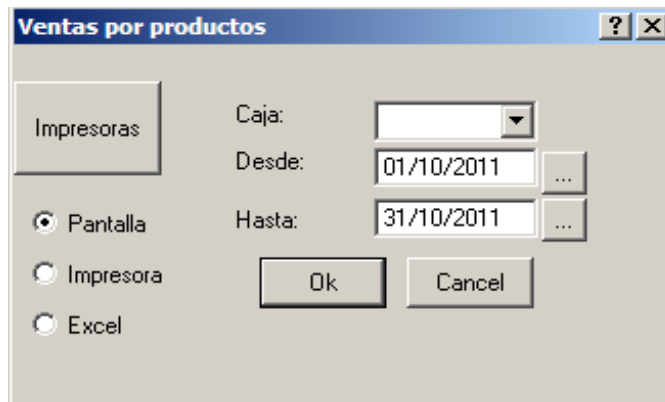 Ventas por productos
Impresoras
Caja:
Desde: 01/10/2011 ...
Hasta: 31/10/2011 ...
Pantalla
Impresora
Excel
Ok Cancel